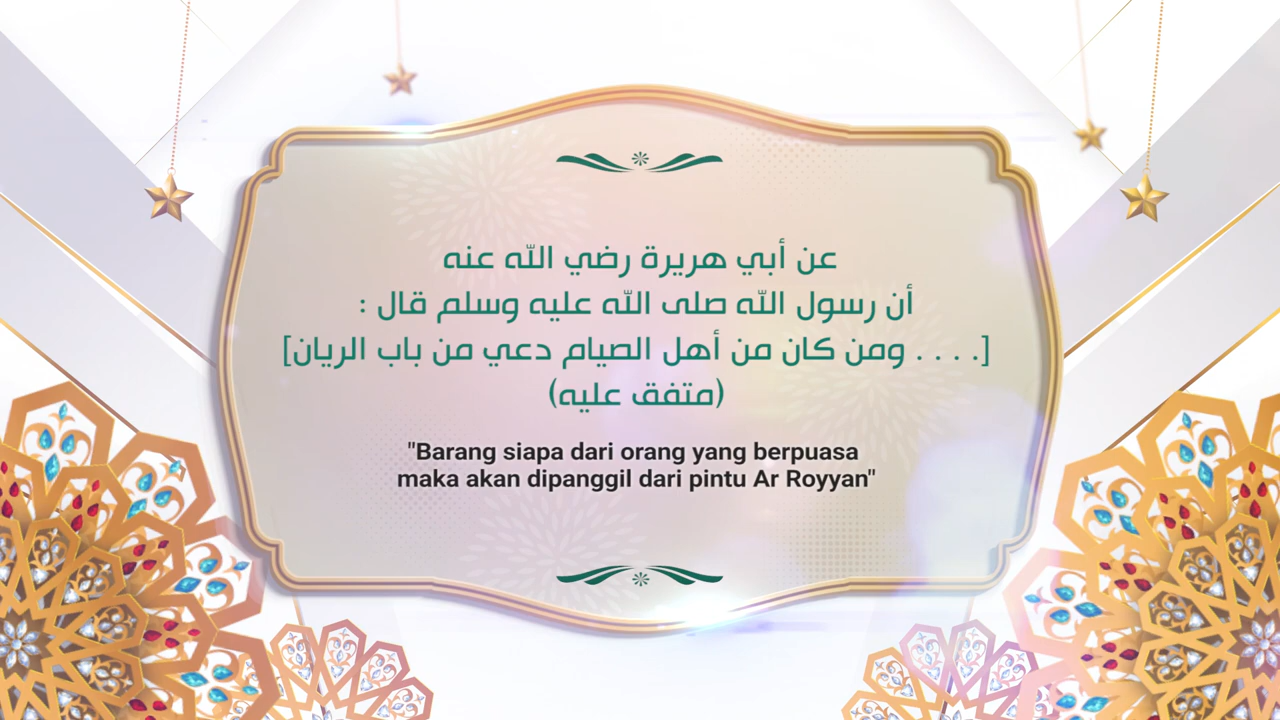 عن أبي هريرة رضي الله عنه
أن رسول الله صلى الله عليه وسلم قال :
[. . . . ومن كان من أهل الصيام دعي من باب الريان]
(متفق عليه)
"Barang siapa dari orang yang berpuasa
maka akan dipanggil dari pintu Ar Royyan"